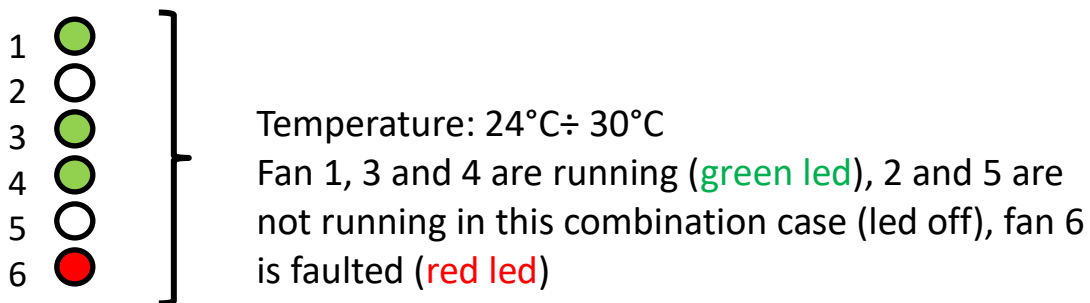 1
2
3
4
5
6
Temperature: 24°C÷ 30°C
Fan 1, 3 and 4 are running (green led), 2 and 5 are
not running in this combination case (led off), fan 6
is faulted (red led)